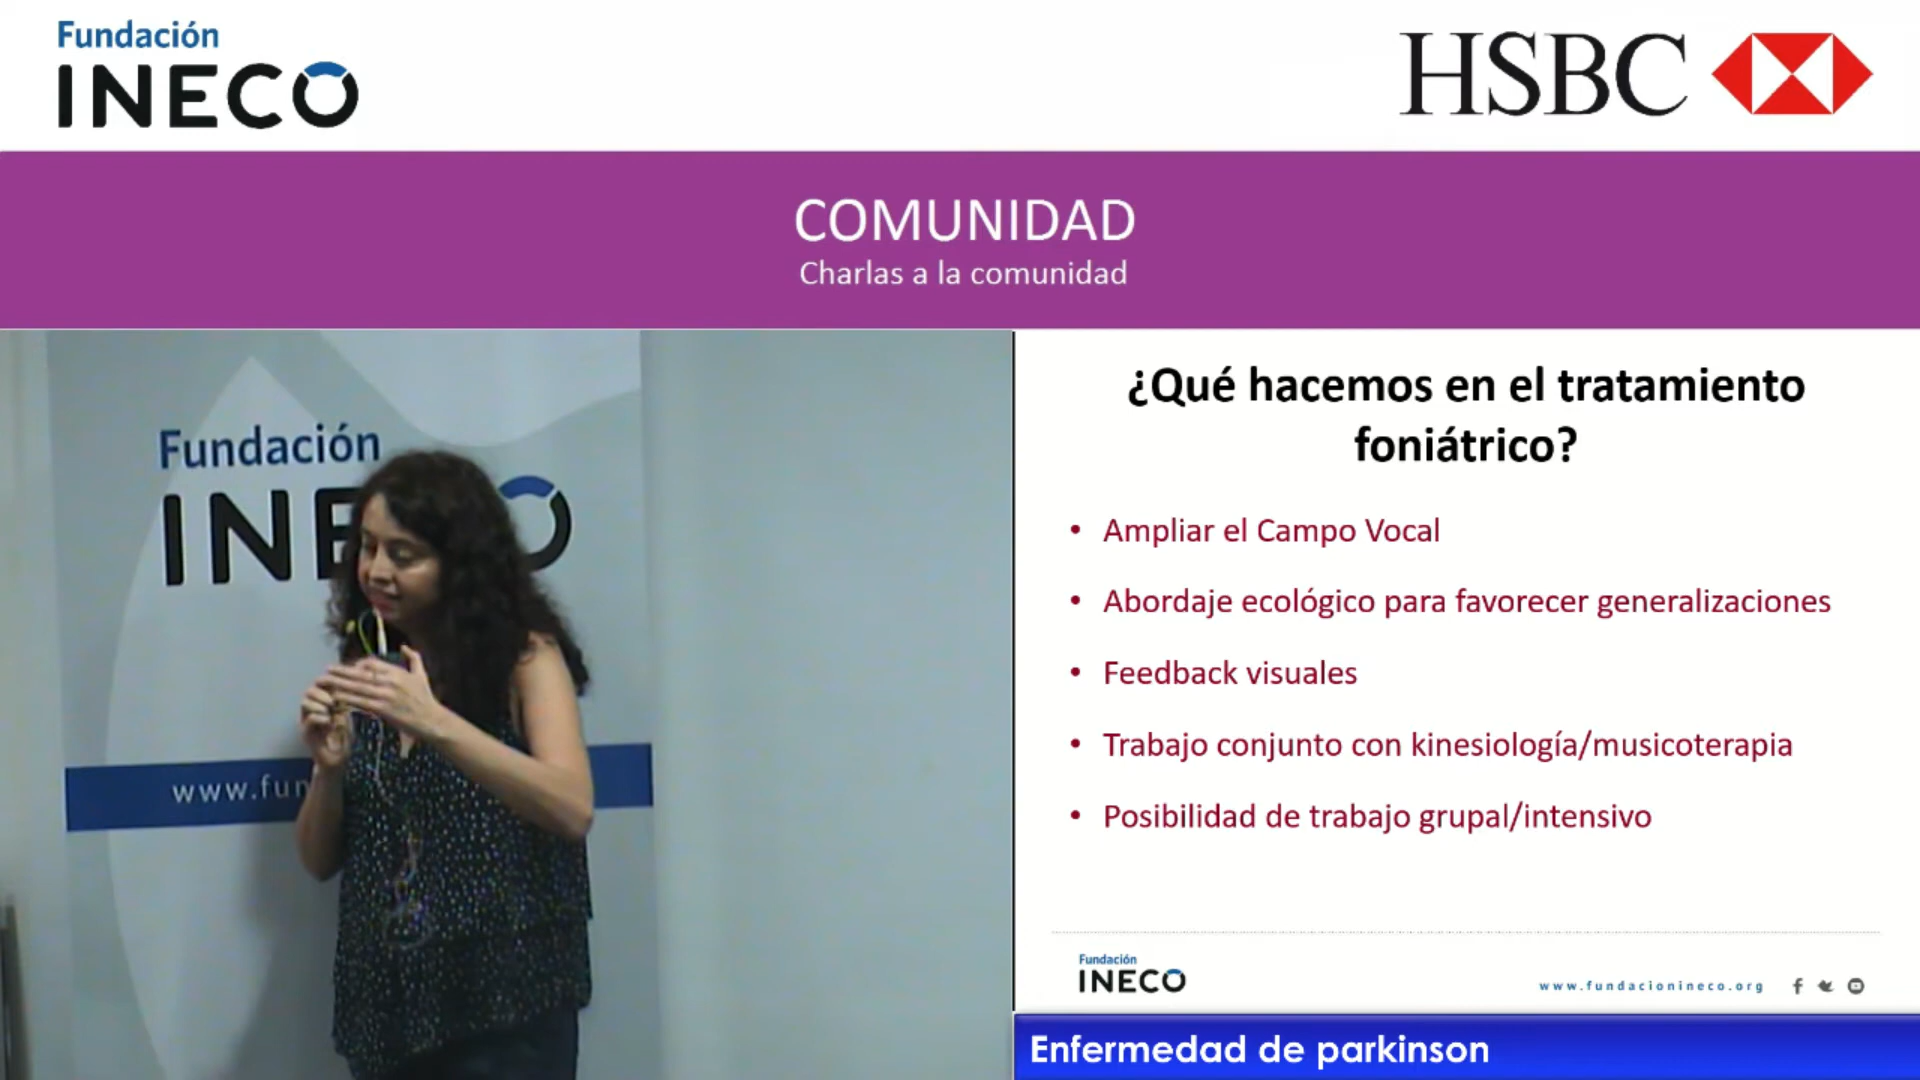 Fundación
INECO
HSBC
COMUNIDAD
Charlas a la comunidad
Fundación
INE O
www.fun
¿Qué hacemos en el tratamiento
foniátrico?
• Ampliar el Campo Vocal
• Abordaje ecológico para favorecer generalizaciones
• Feedback visuales
• Trabajo conjunto con kinesiología/musicoterapia
• Posibilidad de trabajo grupal/intensivo
Fundación
INECO
www.fundacionineco.org
Enfermedad de parkinson